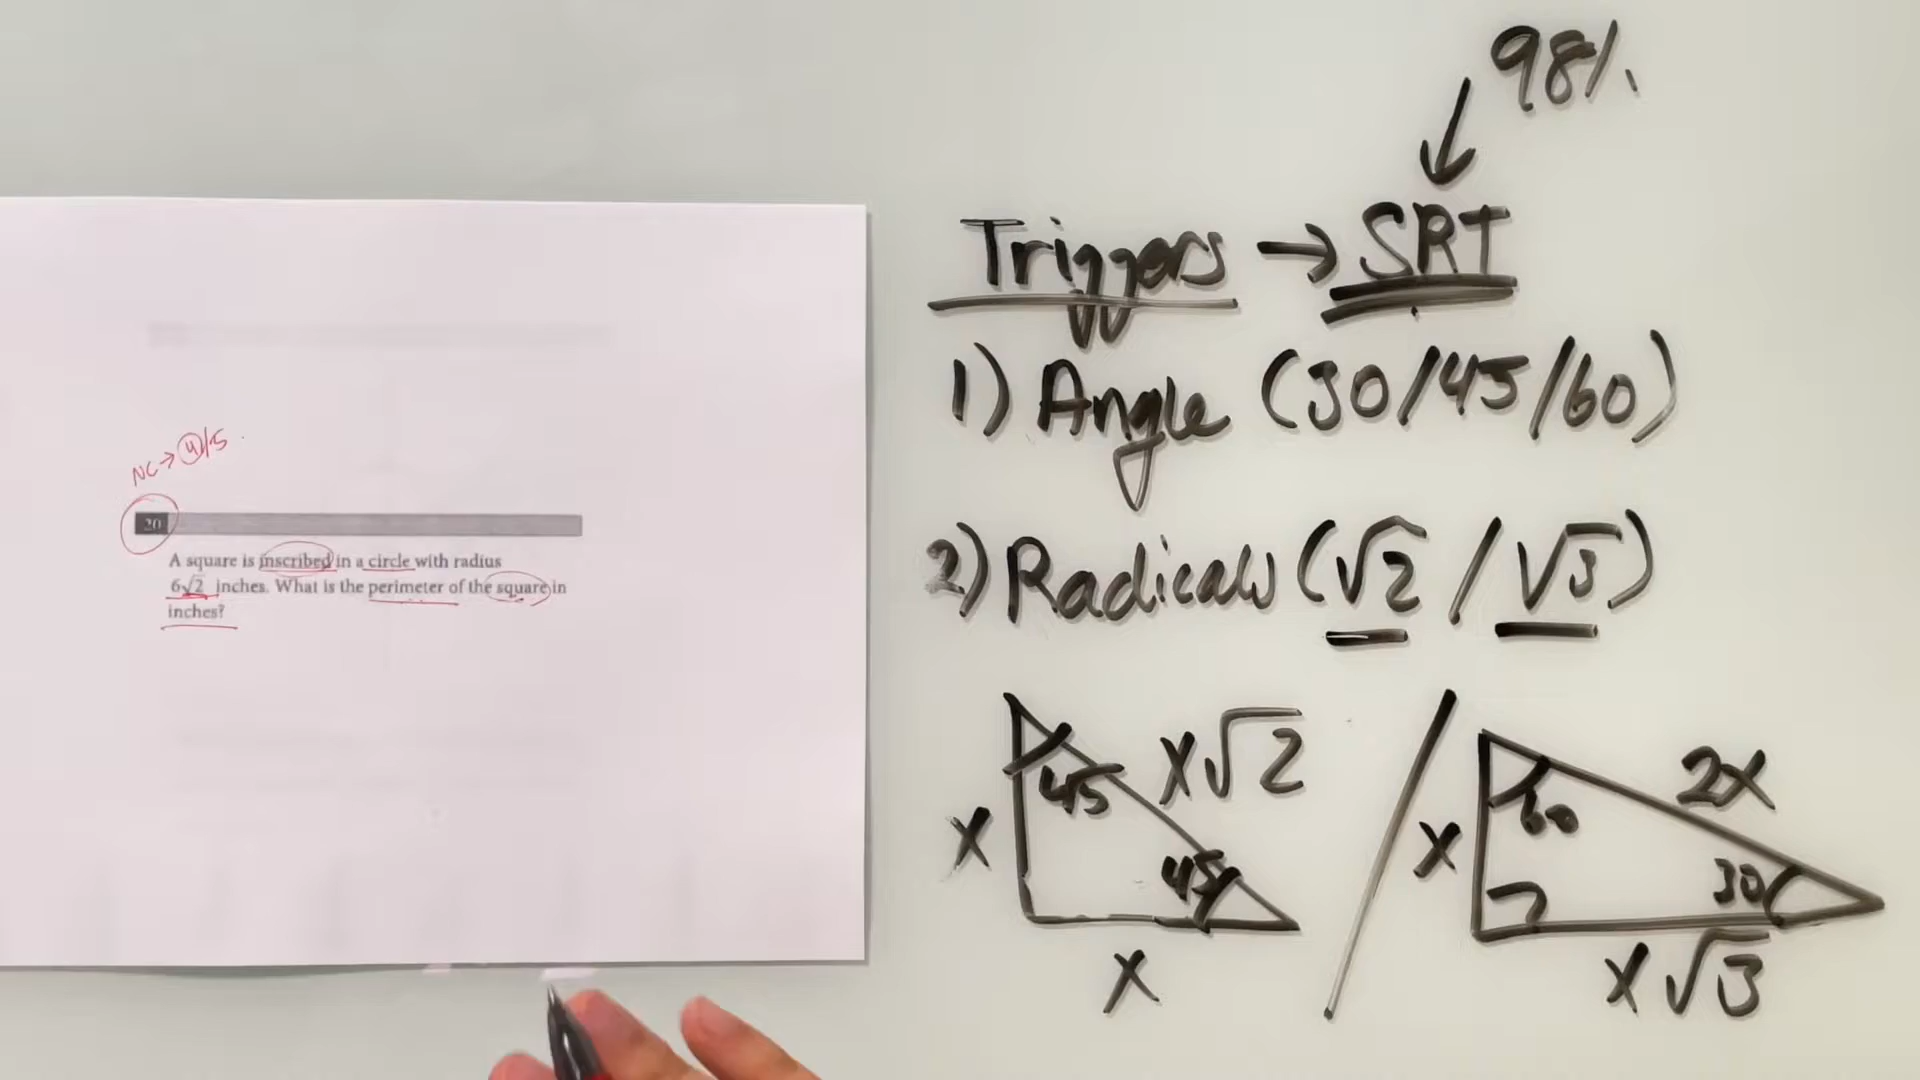 NC → 4/5
20
A square is inscribed in a circle with radius
6√2 inches. What is the perimeter of the square in
inches?
98%
Triggers → SRT
1) Angle (30/45/60)
2) Radicals (√2 / √3)
45
x√2
x
45
x
60
2x
x
30
x√3